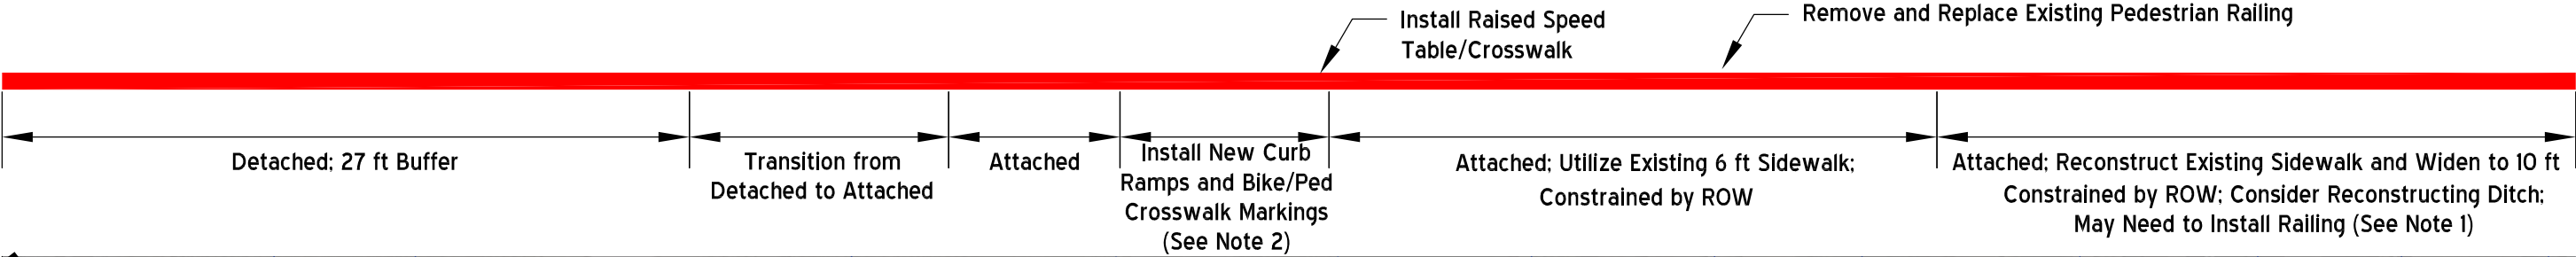 Install Raised Speed
Table/Crosswalk
Remove and Replace Existing Pedestrian Railing
Detached; 27 ft Buffer
Transition from
Detached to Attached
Attached
Install New Curb
Ramps and Bike/Ped
Crosswalk Markings
(See Note 2)
Attached; Utilize Existing 6 ft Sidewalk;
Constrained by ROW
Attached; Reconstruct Existing Sidewalk and Widen to 10 ft
Constrained by ROW; Consider Reconstructing Ditch;
May Need to Install Railing (See Note 1)